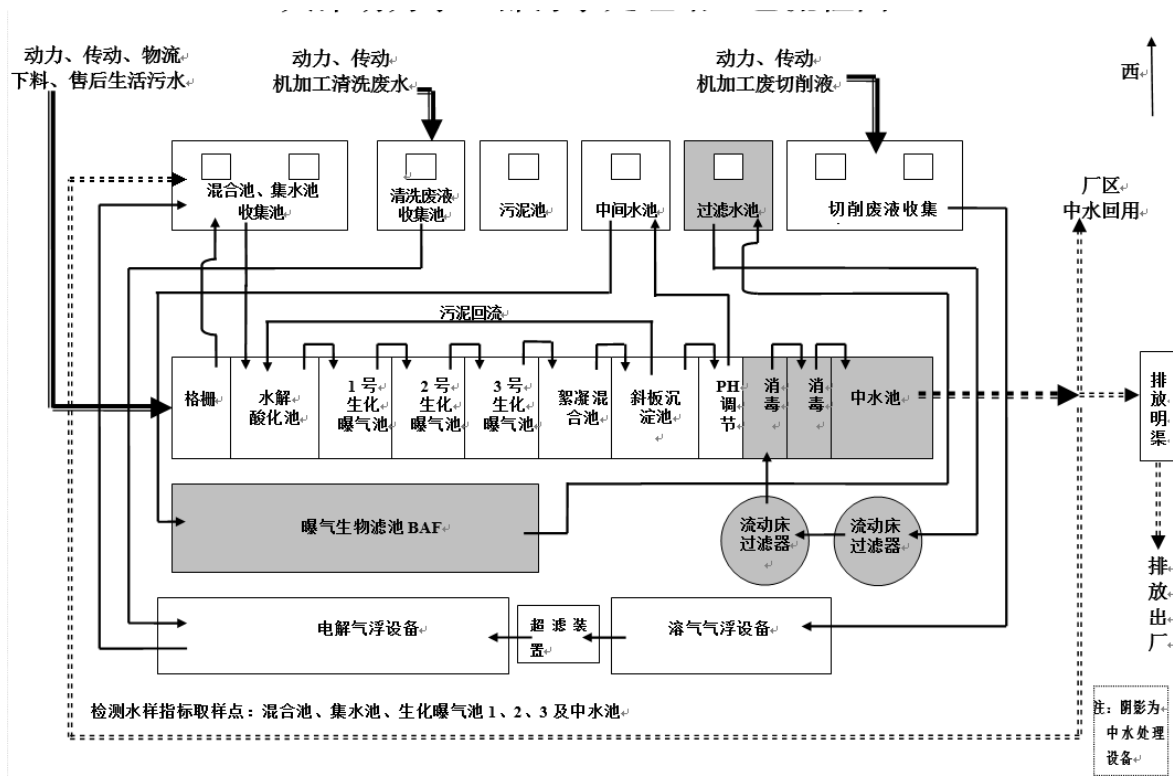 动力、传动、物流
下料、售后生活污水
动力、传动
机加工清洗废水
动力、传动
机加工废切削液
西
混合池、集水池
收集池
清洗废液
收集池
污泥池
中间水池
过滤水池
切削废液收集
厂区
中水回用
污泥回流
格栅
水解
酸化池
1号
生化
曝气池
2号
生化
曝气池
3号
生化
曝气池
絮凝混
合池
斜板沉
淀池
PH
调
节
消
毒
消
毒
中水池
排
放
明
渠
曝气生物滤池 BAF
流动床
过滤器
流动床
过滤器
排
放
出
厂
电解气浮设备
超滤装
置
溶气气浮设备
检测水样指标取样点：混合池、集水池、生化曝气池 1、2、3 及中水池
注：阴影为
中水处理
设备